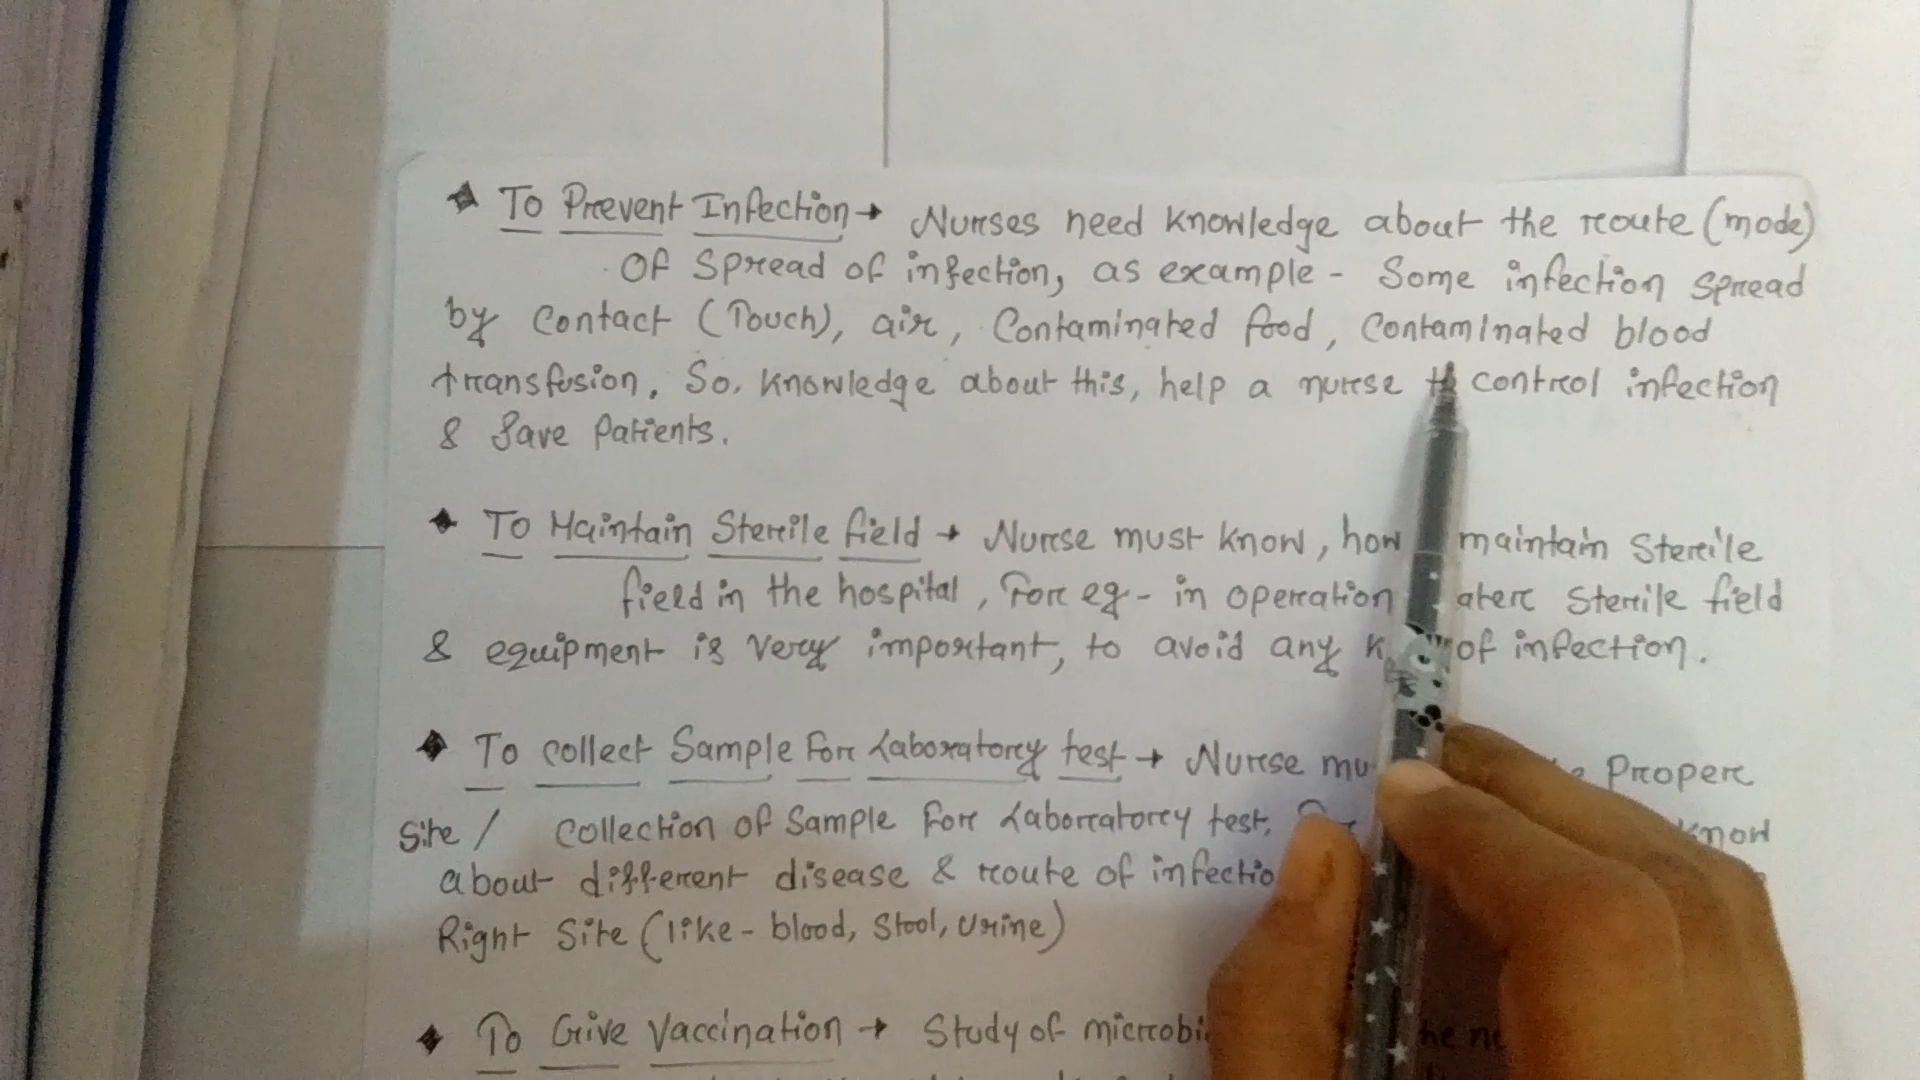 To Prevent Infection → Nurses need knowledge about the route (mode)
Of Spread of infection, as example - Some infection Spread
by Contact (Touch), air, Contaminated food, Contaminated blood
transfusion. So, knowledge about this, help a nurse control infection
& Save Patients.
To Maintain Sterile field → Nurse must know, how maintain Sterile
field in the hospital, For eg - in operation Sterile field
& equipment is very important, to avoid any of infection.
To collect Sample For Laboratory test → Nurse Proper
Site / Collection of Sample For Laboratory test, know
about different disease & route of
Right Site (like - blood, Stool, Urine)
To Give Vaccination → Study of